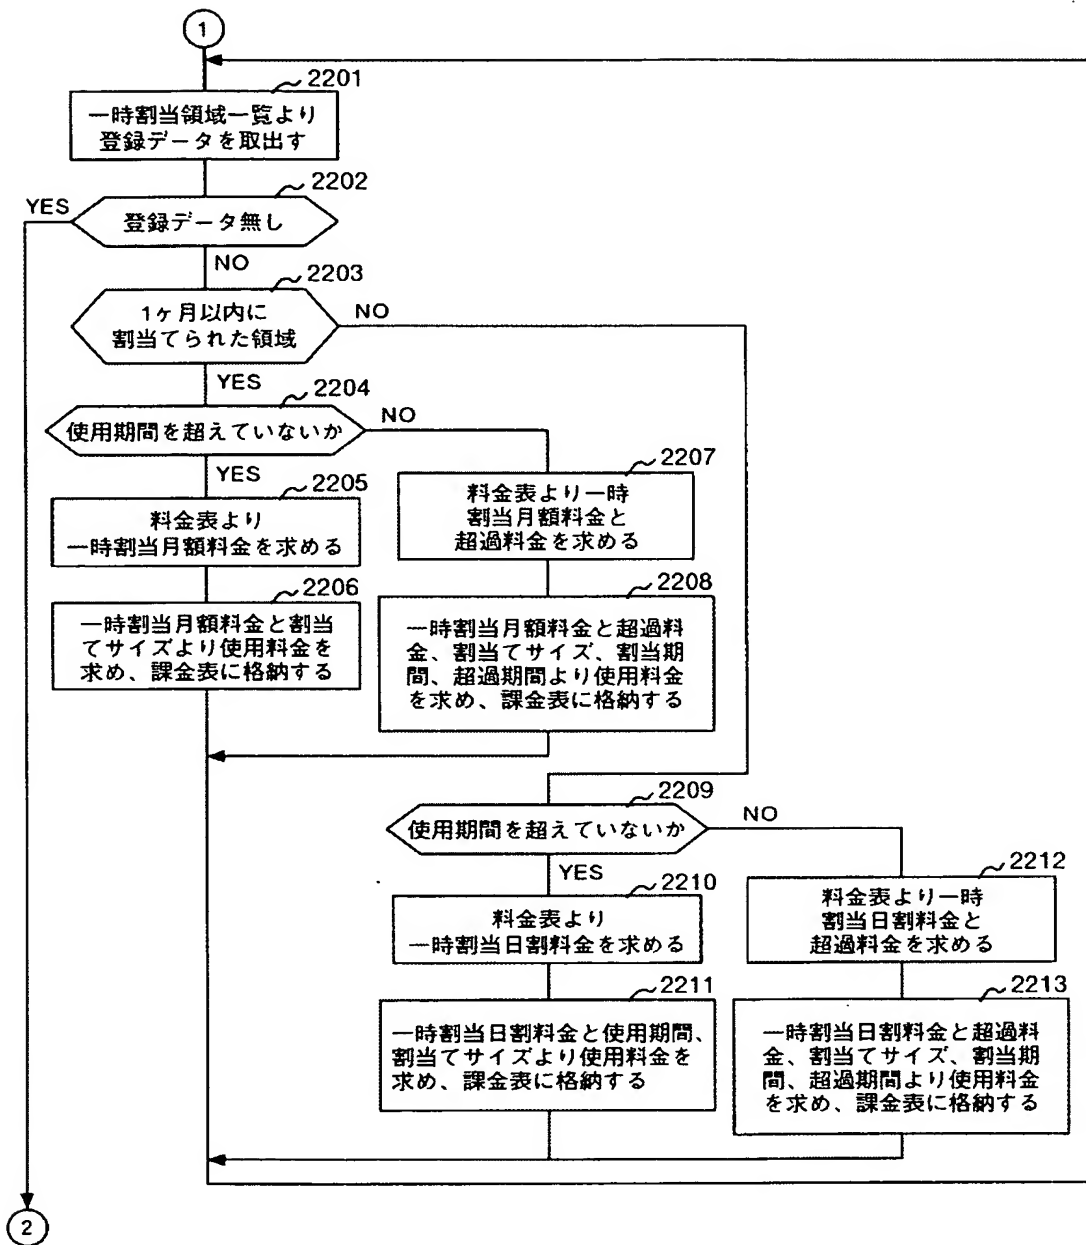 1
2201
一時割当領域一覧より
登録データを取出す
2202
YES
登録データ無し
NO
2203
1ヶ月以内に
割当てられた領域
NO
YES
2204
使用期間を超えていないか
NO
YES
2205
料金表より
一時割当月額料金を求める
2207
料金表より一時
割当月額料金と
超過料金を求める
2206
一時割当月額料金と割当
てサイズより使用料金を
求め、課金表に格納する
2208
一時割当月額料金と超過料
金、割当てサイズ、割当期
間、超過期間より使用料金
を求め、課金表に格納する
2209
使用期間を超えていないか
NO
YES
2210
料金表より
一時割当日割料金を求める
2212
料金表より一時
割当日割料金と
超過料金を求める
2211
一時割当日割料金と使用期間、
割当てサイズより使用料金を
求め、課金表に格納する
2213
一時割当日割料金と超過料
金、割当てサイズ、割当期
間、超過期間より使用料金
を求め、課金表に格納する
2